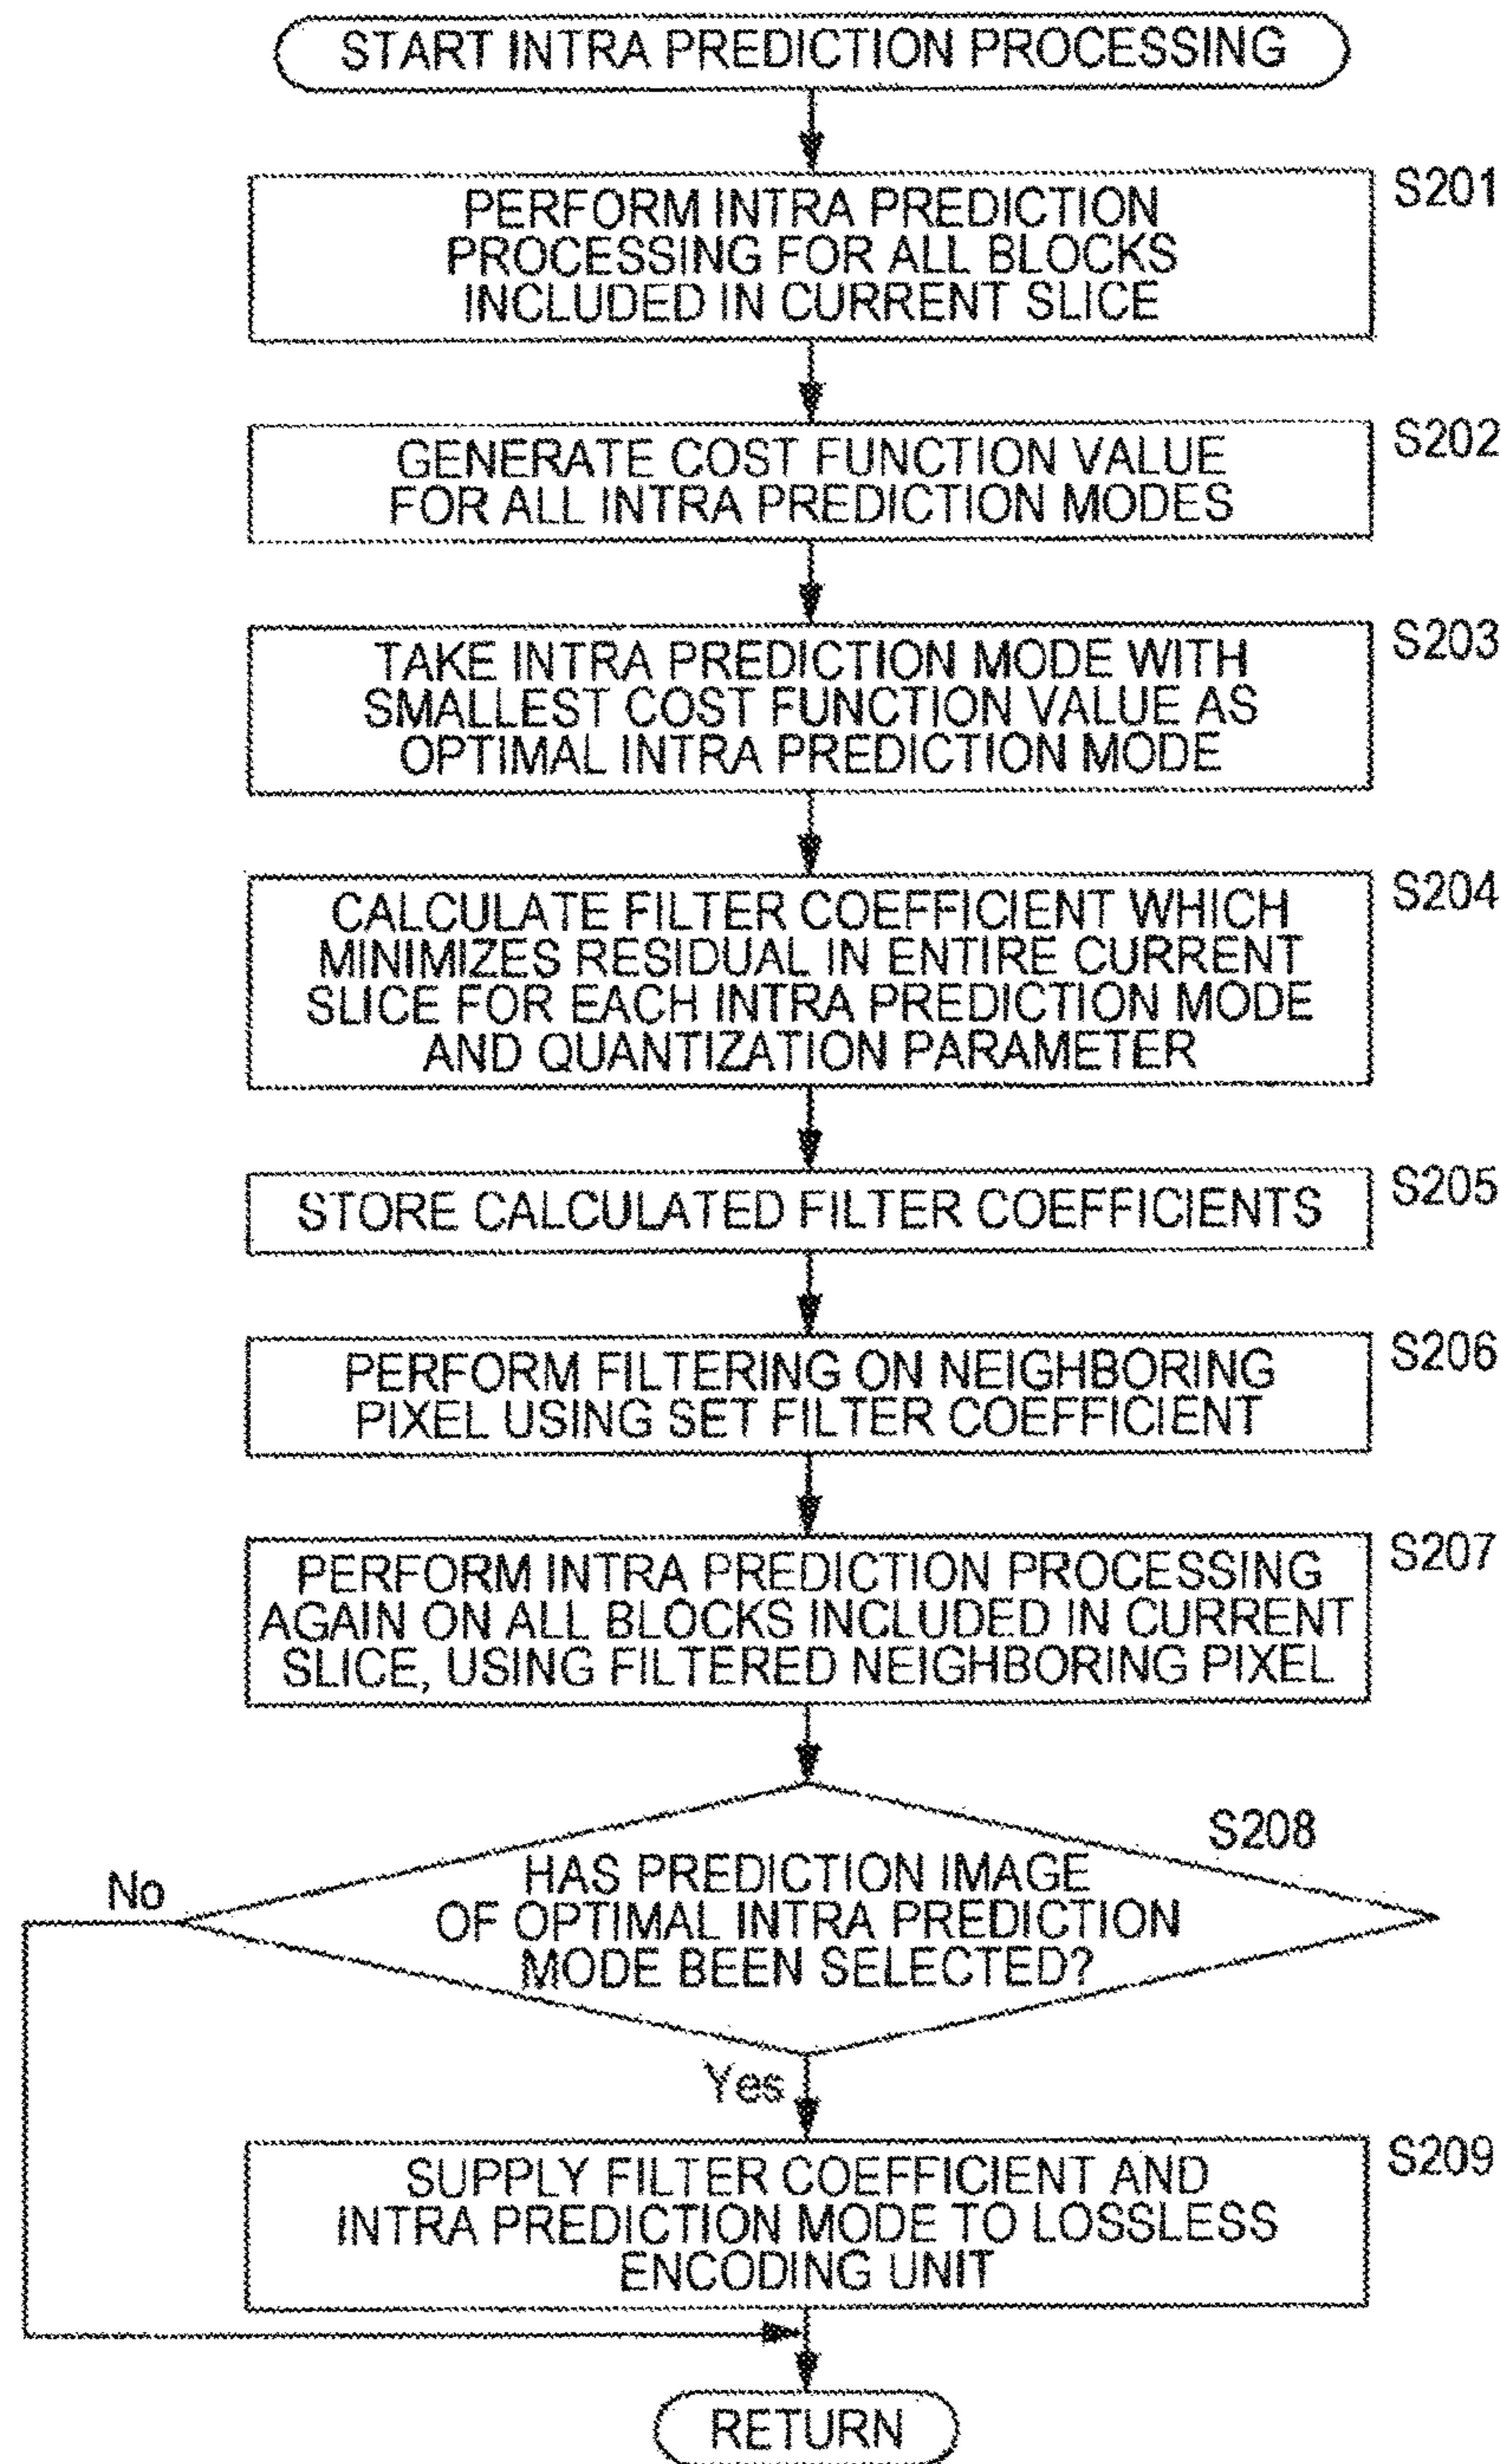 START INTRA PREDICTION PROCESSING
S201
PERFORM INTRA PREDICTION
PROCESSING FOR ALL BLOCKS
INCLUDED IN CURRENT SLICE
S202
GENERATE COST FUNCTION VALUE
FOR ALL INTRA PREDICTION MODES
S203
TAKE INTRA PREDICTION MODE WITH
SMALLEST COST FUNCTION VALUE AS
OPTIMAL INTRA PREDICTION MODE
S204
CALCULATE FILTER COEFFICIENT WHICH
MINIMIZES RESIDUAL IN ENTIRE CURRENT
SLICE FOR EACH INTRA PREDICTION MODE
AND QUANTIZATION PARAMETER
S205
STORE CALCULATED FILTER COEFFICIENTS
S206
PERFORM FILTERING ON NEIGHBORING
PIXEL USING SET FILTER COEFFICIENT
S207
PERFORM INTRA PREDICTION PROCESSING
AGAIN ON ALL BLOCKS INCLUDED IN CURRENT
SLICE, USING FILTERED NEIGHBORING PIXEL
S208
No
HAS PREDICTION IMAGE
OF OPTIMAL INTRA PREDICTION
MODE BEEN SELECTED?
Yes
S209
SUPPLY FILTER COEFFICIENT AND
INTRA PREDICTION MODE TO LOSSLESS
ENCODING UNIT
RETURN